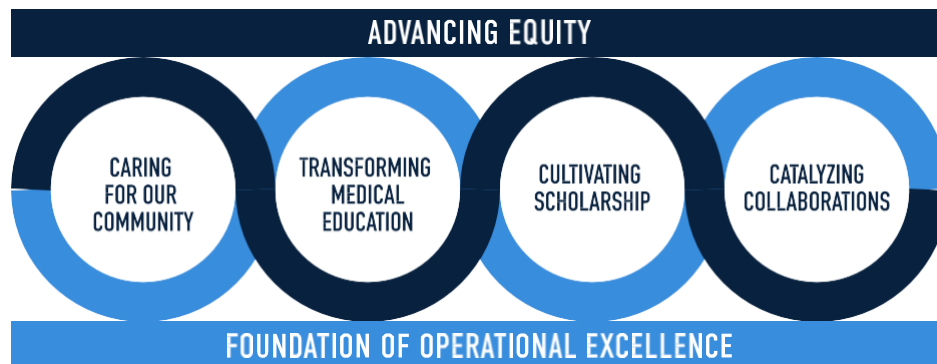 ADVANCING EQUITY
CARING
FOR OUR
COMMUNITY
TRANSFORMING
MEDICAL
EDUCATION
CULTIVATING
SCHOLARSHIP
CATALYZING
COLLABORATIONS
FOUNDATION OF OPERATIONAL EXCELLENCE